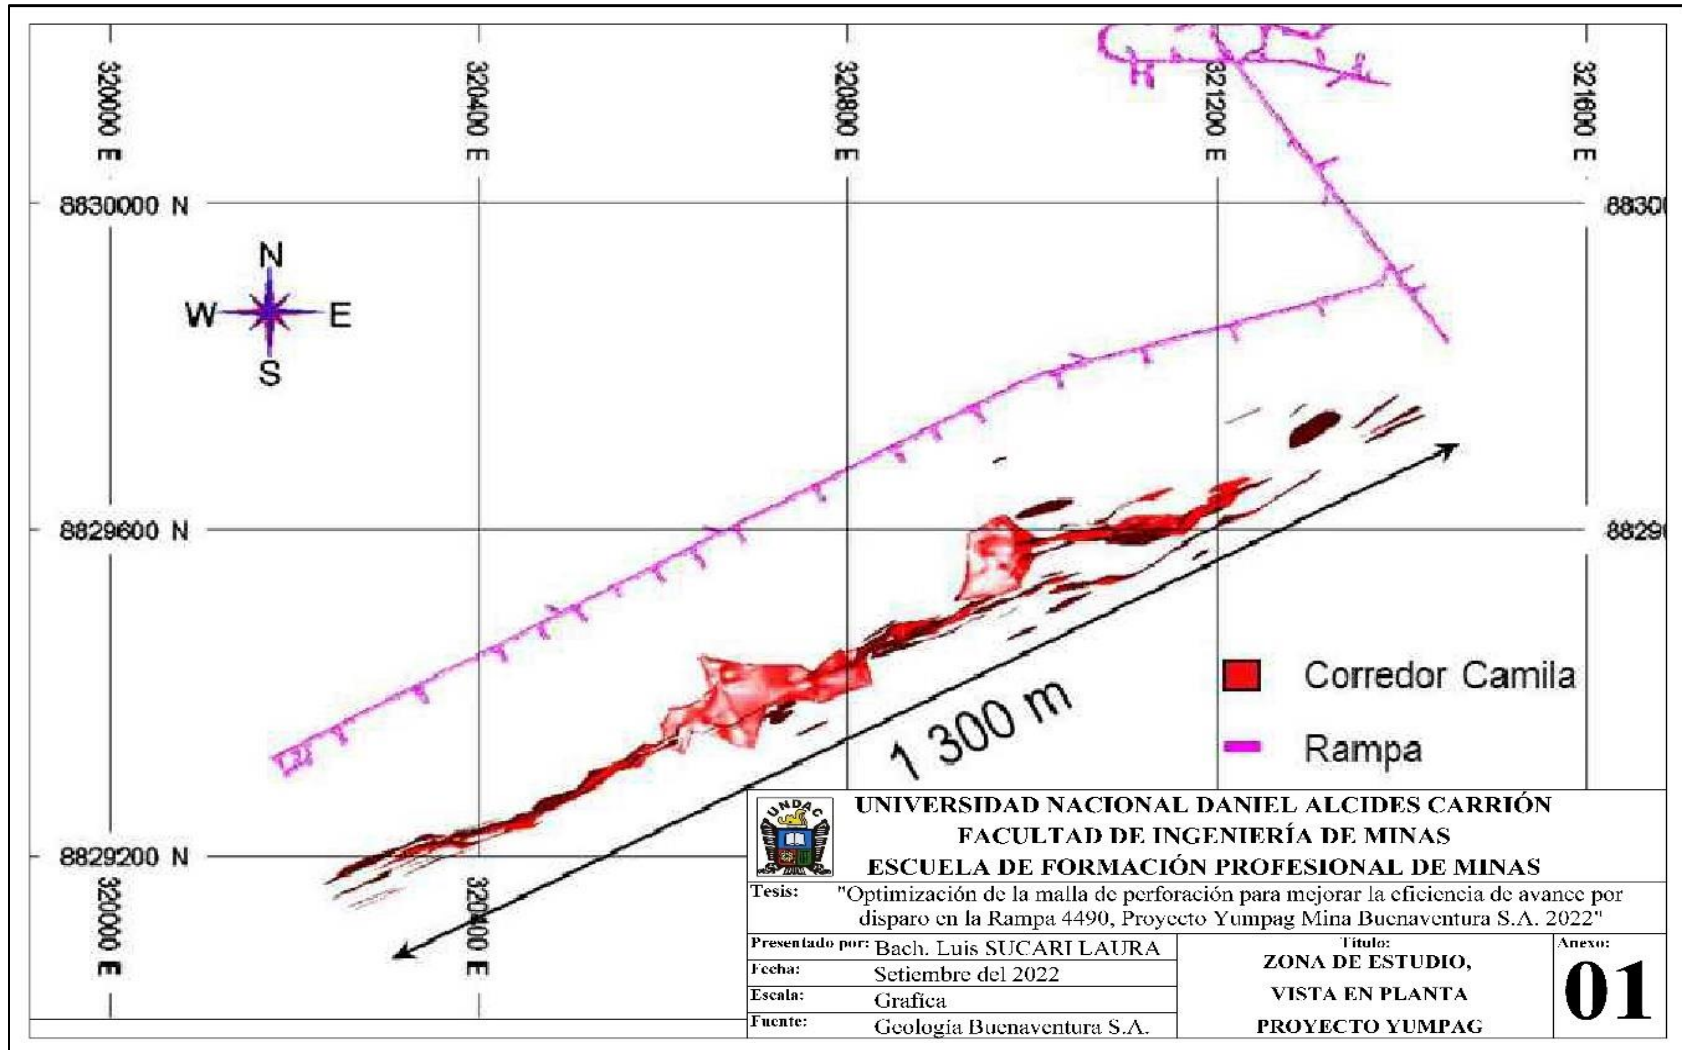 320000 E
320400 E
320800 E
321200 E
321600 E
8830000 N
8830
N
W
E
S
8829600 N
8829
1 300 m
Corredor Camila
Rampa
8829200 N
320000 E
320400 E
UNDAC
UNIVERSIDAD NACIONAL DANIEL ALCIDES CARRIÓN
FACULTAD DE INGENIERÍA DE MINAS
ESCUELA DE FORMACIÓN PROFESIONAL DE MINAS
Tesis: "Optimización de la malla de perforación para mejorar la eficiencia de avance por
disparo en la Rampa 4490, Proyecto Yumpag Mina Buenaventura S.A. 2022"
Presentado por: Bach. Luis SUCARI LAURA
Fecha: Setiembre del 2022
Escala: Grafica
Fuente: Geología Buenaventura S.A.
Título:
ZONA DE ESTUDIO,
VISTA EN PLANTA
PROYECTO YUMPAG
Anexo:
01